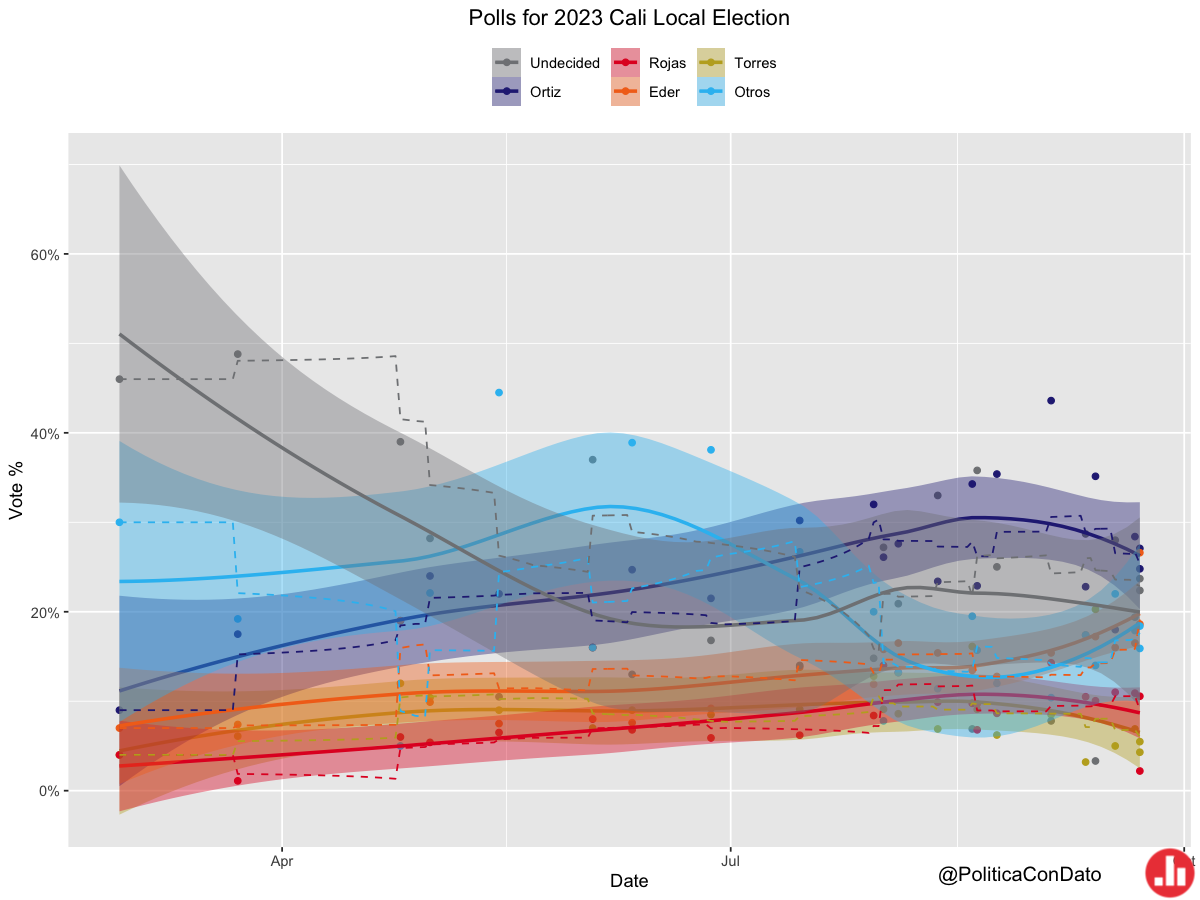 Polls for 2023 Cali Local Election
Undecided Rojas Torres
Ortiz Eder Otros
Vote %
60%
40%
20%
0%
Apr Jul
Date
@PoliticaConDato